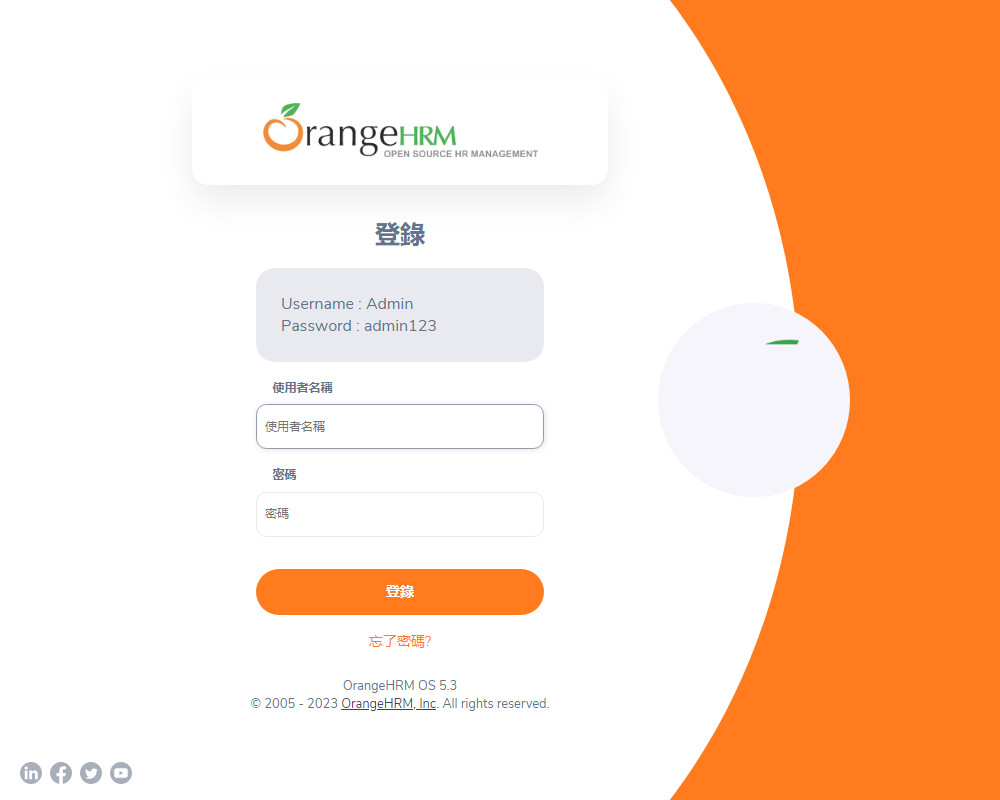 OrangeHRM
OPEN SOURCE HR MANAGEMENT
登錄
Username : Admin
Password : admin123
使用者名稱
使用者名稱
密碼
密碼
登錄
忘了密碼?
OrangeHRM OS 5.3
© 2005 - 2023 OrangeHRM, Inc. All rights reserved.